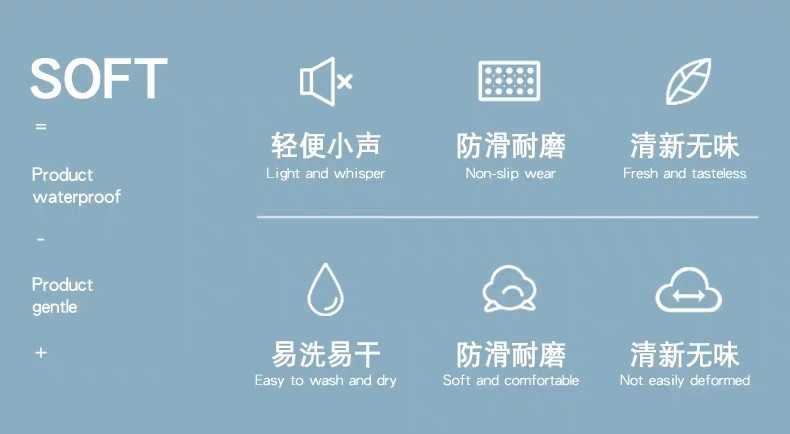 SOFT
=
Product
waterproof
-
Product
gentle
+
轻便小声
Light and whisper
防滑耐磨
Non-slip wear
清新无味
Fresh and tasteless
易洗易干
Easy to wash and dry
防滑耐磨
Soft and comfortable
清新无味
Not easily deformed